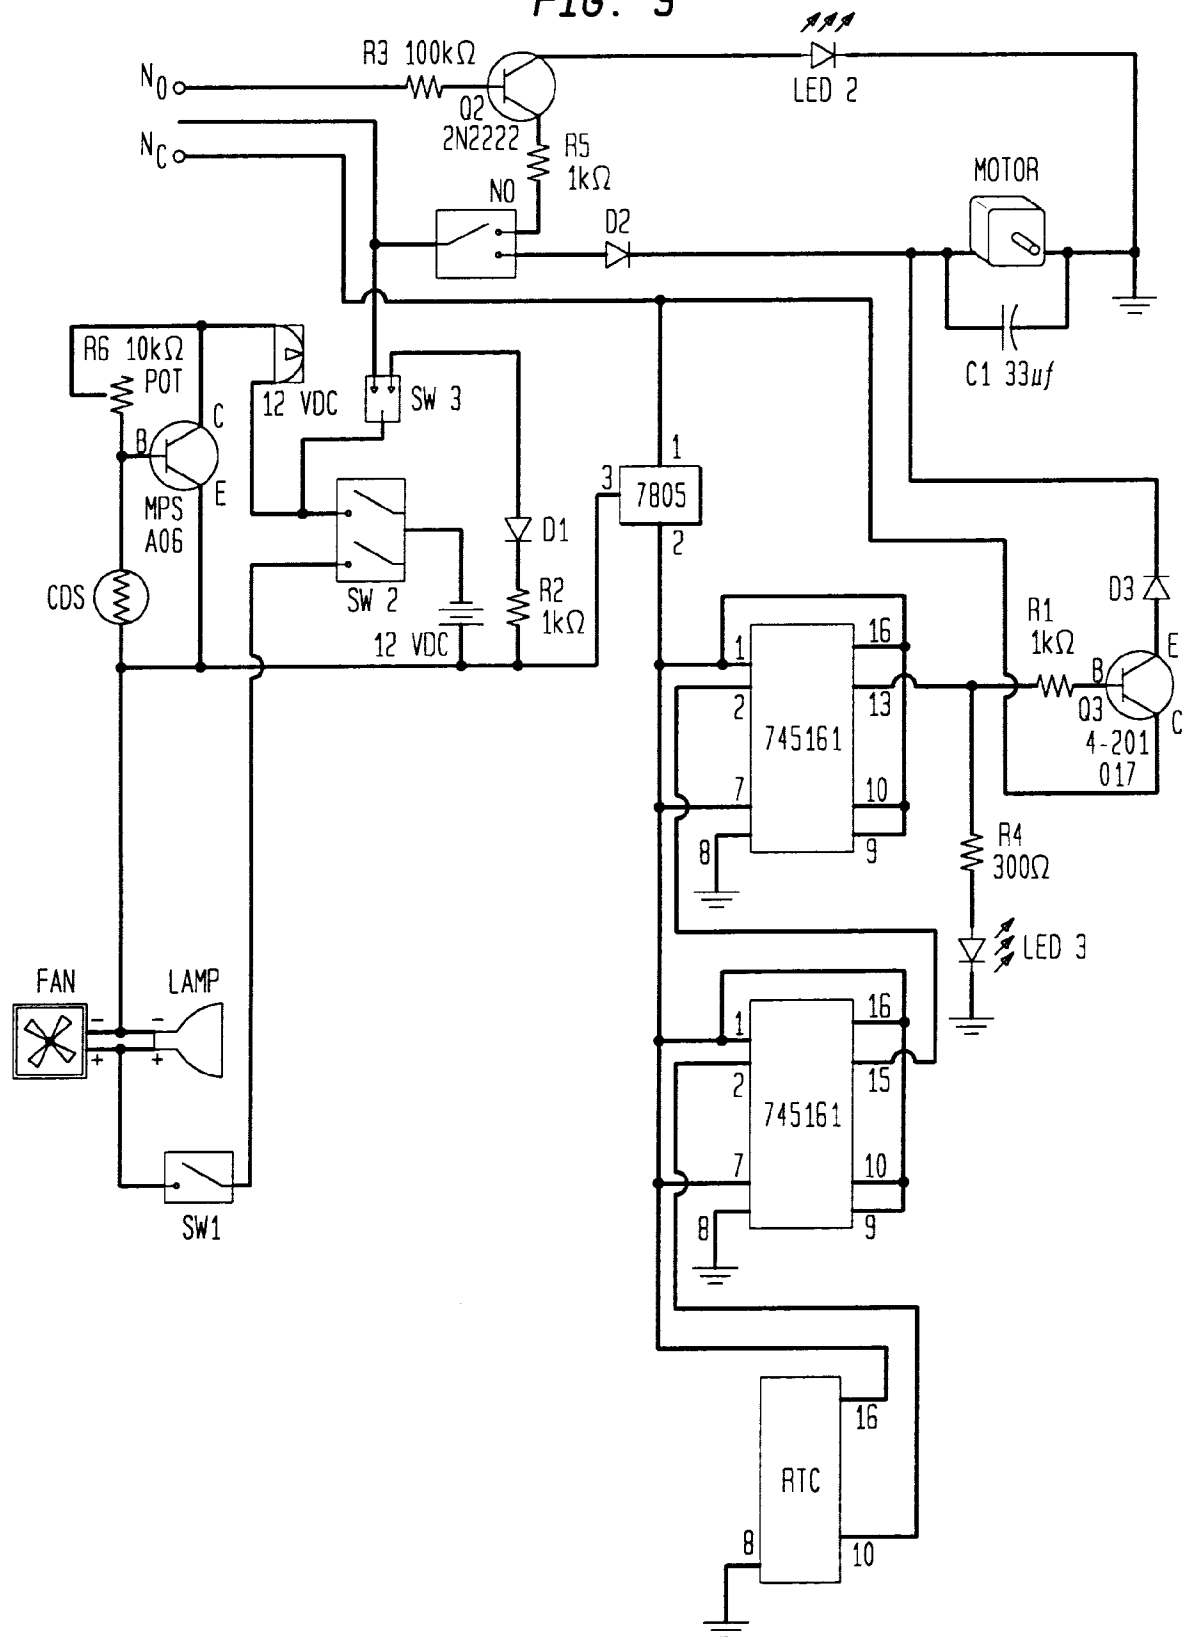 FIG. 3
R3 100kΩ
NO
Q2
2N2222
LED 2
NC
R5
1kΩ
MOTOR
NO
D2
C1 33µf
R6 10kΩ
POT
12 VDC
SW 3
C
B
E
MPS
A06
1
3
7805
2
D1
CDS
SW 2
R2
1kΩ
12 VDC
D3
R1
1kΩ
E
B
Q3
C
4-201
017
1
16
2
13
745161
7
10
8
9
R4
300Ω
LED 3
FAN
LAMP
-
-
+
+
1
16
2
15
745161
7
10
8
9
SW1
16
RTC
8
10